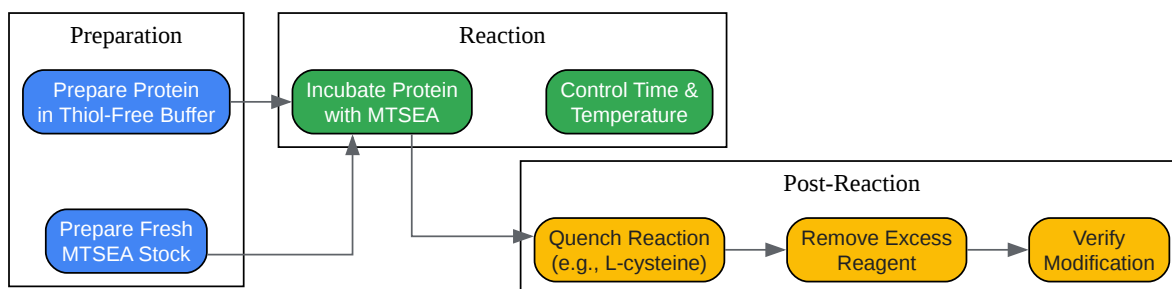 Preparation
Prepare Protein
in Thiol-Free Buffer
Prepare Fresh
MTSEA Stock
Reaction
Incubate Protein
with MTSEA
Control Time &
Temperature
Post-Reaction
Quench Reaction
(e.g., L-cysteine)
Remove Excess
Reagent
Verify
Modification